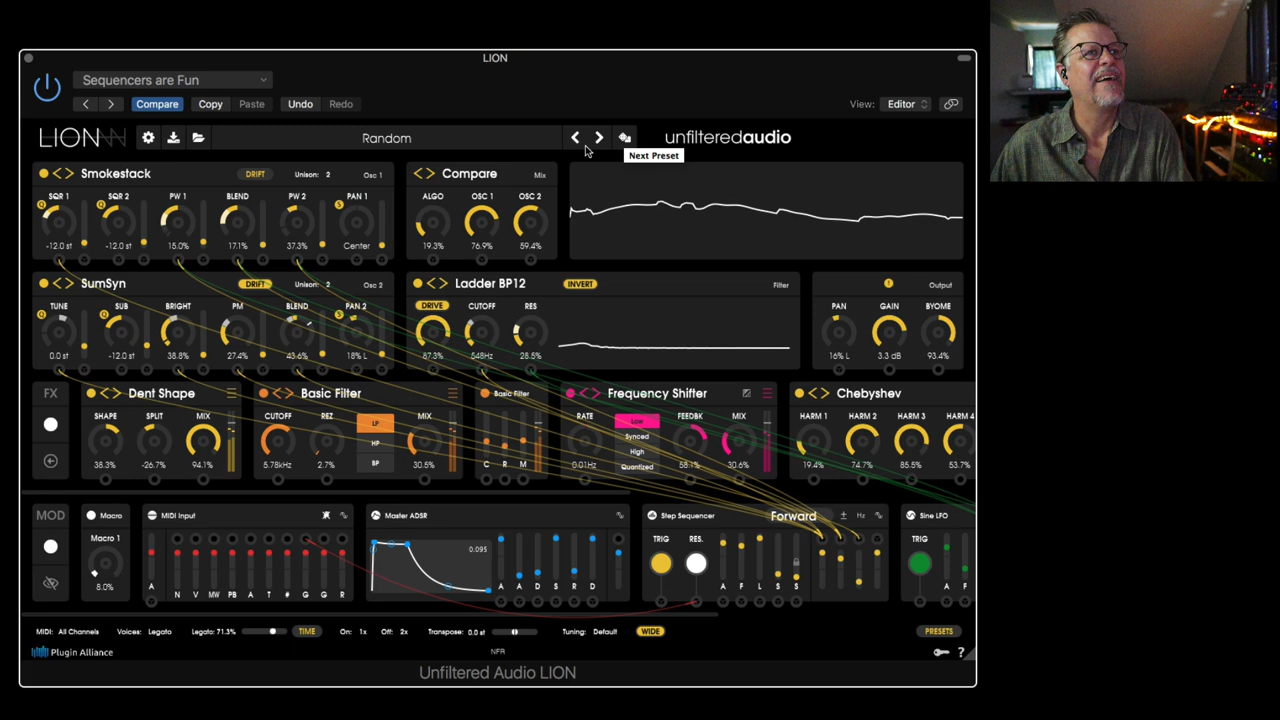 LION
Sequencers are Fun
Compare Copy Paste Undo Redo View: Editor
LION Random unfilteredaudio
Next Preset
Smokestack DRIFT Unison: 2 Osc 1
SQR 1 SQR 2 PW 1 BLEND PW 2 PAN 1
Q Q S
-12.0 st -12.0 st 15.0% 17.1% 37.3% Center
Compare Mix
ALGO OSC 1 OSC 2
19.3% 76.9% 59.4%
SumSyn DRIFT Unison: 2 Osc 2
TUNE SUB BRIGHT PM BLEND PAN 2
Q Q S
0.0 st -12.0 st 38.8% 27.4% 43.6% 18% L
Ladder BP12 INVERT Filter
DRIVE CUTOFF RES
87.3% 548Hz 28.5%
! Output
PAN GAIN BYOME
16% L 3.3 dB 93.4%
FX
Dent Shape
SHAPE SPLIT MIX
38.3% -26.7% 94.1%
Basic Filter
CUTOFF REZ LP HP BP MIX
5.78kHz 2.7% 30.5%
Basic Filter
C R M
Frequency Shifter
RATE Low Synced High Quantized FEEDBK MIX
0.01Hz 58.1% 30.6%
Chebyshev
HARM 1 HARM 2 HARM 3 HARM 4
19.4% 74.7% 85.5% 53.7%
MOD
Macro
Macro 1
8.0%
MIDI Input
A N V MW PB A T # G G R
Master ADSR
0.095
A A D S R D
Step Sequencer Forward ± Hz
TRIG RES.
A F L S S
Sine LFO
TRIG
A F
MIDI: All Channels Voices: Legato Legato: 71.3% TIME On: 1x Off: 2x Transpose: 0.0 st Tuning: Default WIDE PRESETS
Plugin Alliance NFR ?
Unfiltered Audio LION